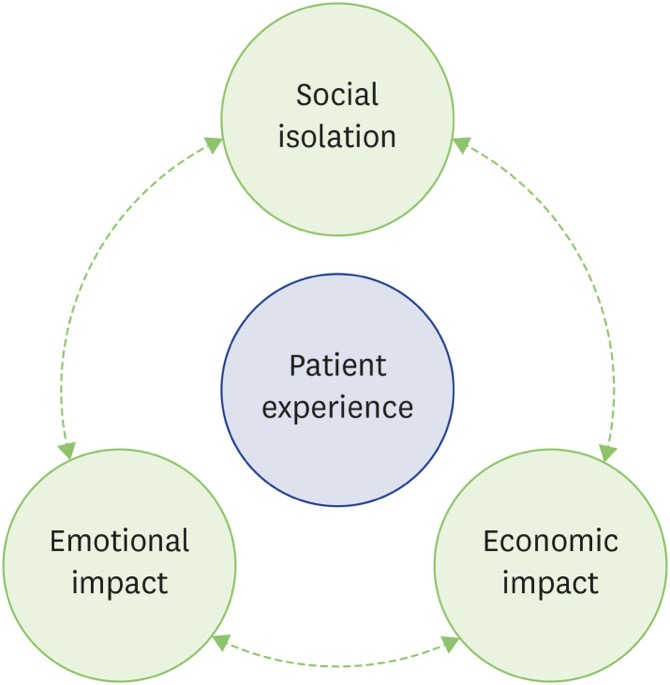 Social
isolation
Patient
experience
Emotional
impact
Economic
impact